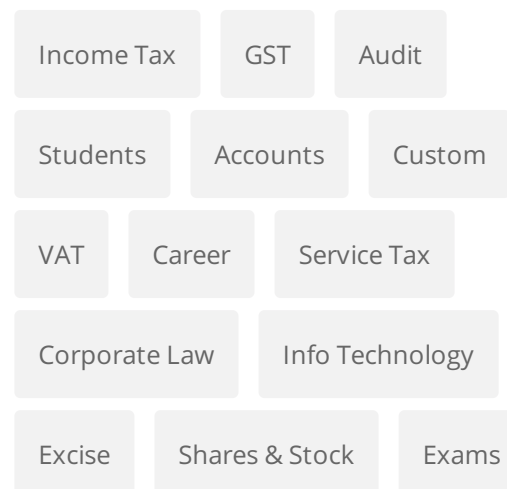 Income Tax GST Audit
Students Accounts Custom
VAT Career Service Tax
Corporate Law Info Technology
Excise Shares & Stock Exams